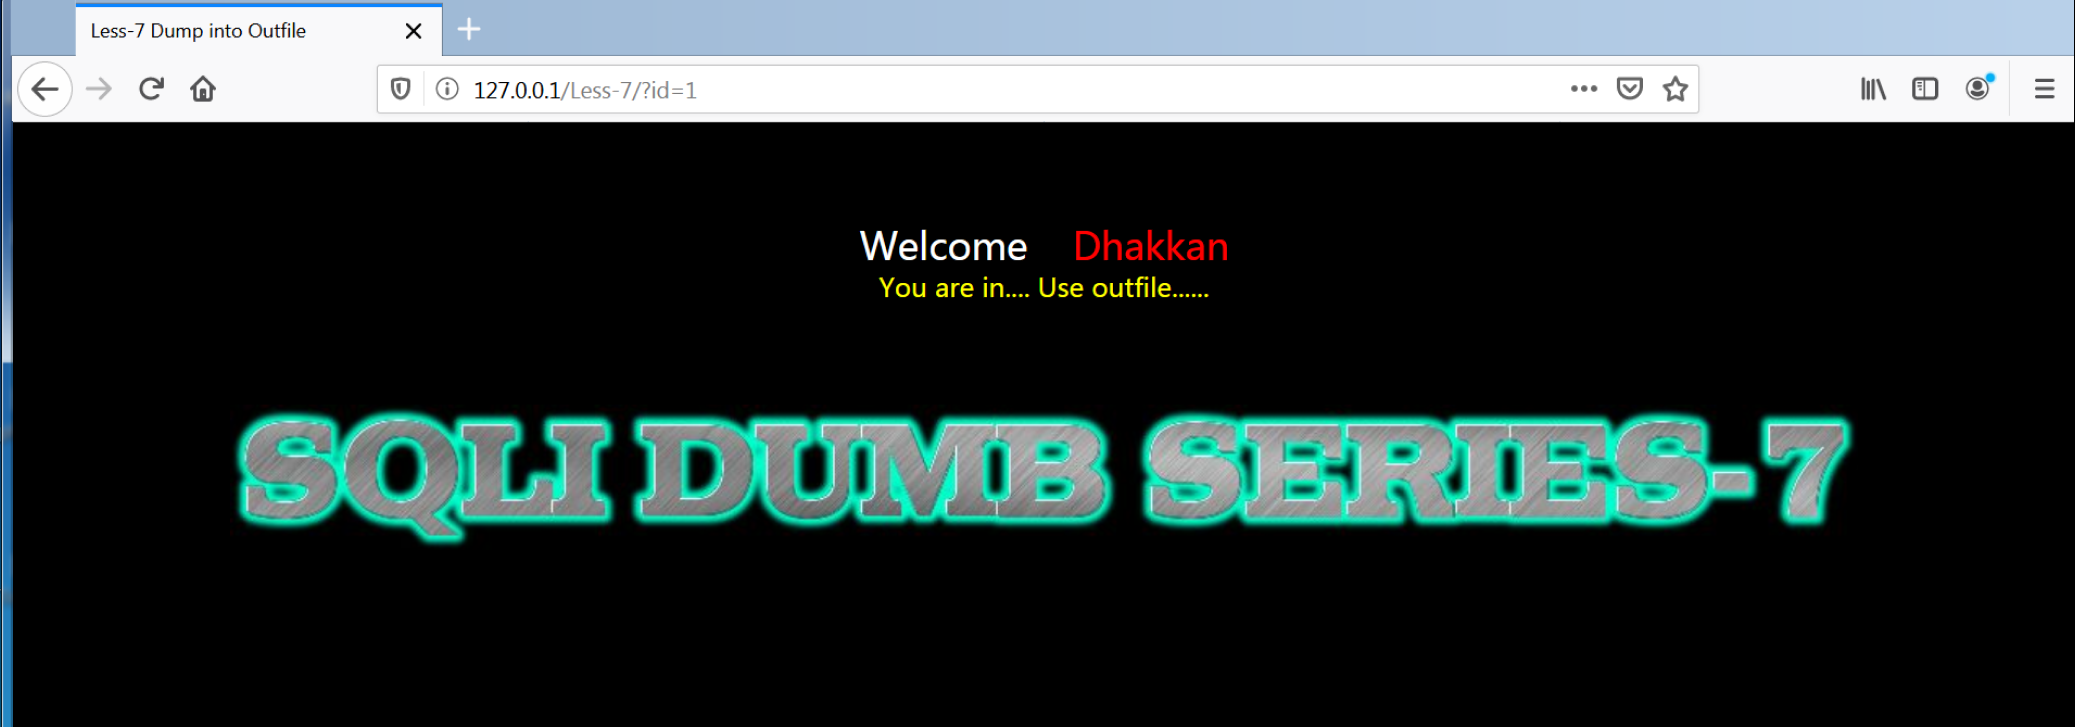 Less-7 Dump into Outfile
127.0.0.1/Less-7/?id=1
Welcome Dhakkan
You are in.... Use outfile......
SQLI DUMB SERIES-7